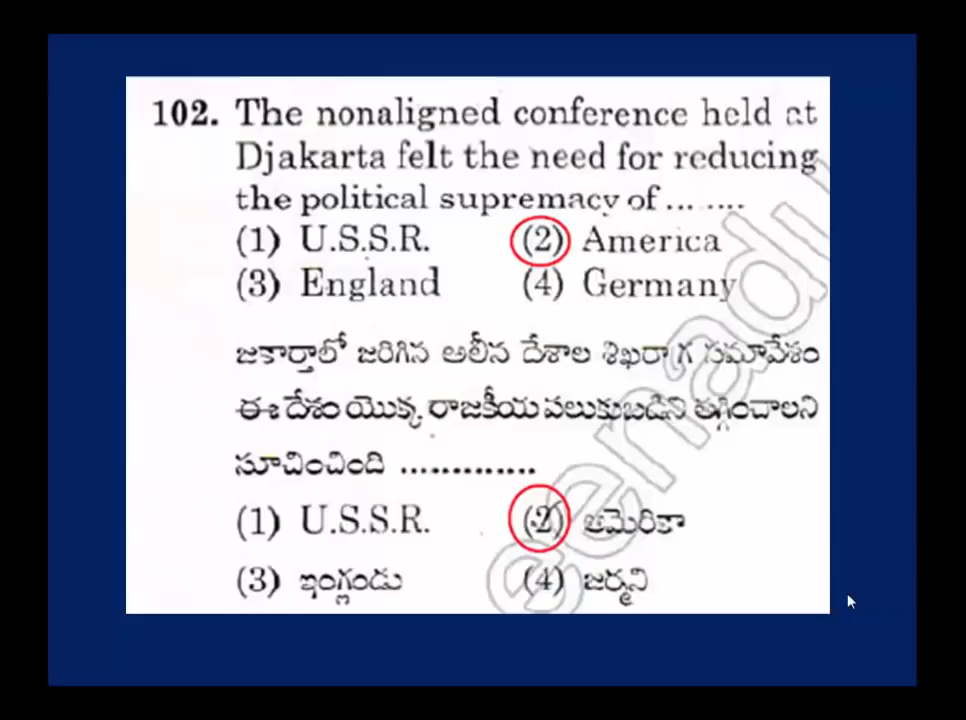 102. The nonaligned conference held at
Djakarta felt the need for reducing
the political supremacy of ... ....
(1) U.S.S.R. (2) America
(3) England (4) Germany
జకార్తాలో జరిగిన అలీన దేశాల శిఖరాగ్ర సమావేశం
ఈ దేశం యొక్క రాజకీయ పలుకుబడిని తగ్గించాలని
సూచించింది .............
(1) U.S.S.R. (2) అమెరికా
(3) ఇంగ్లండు (4) జర్మని
eenadu